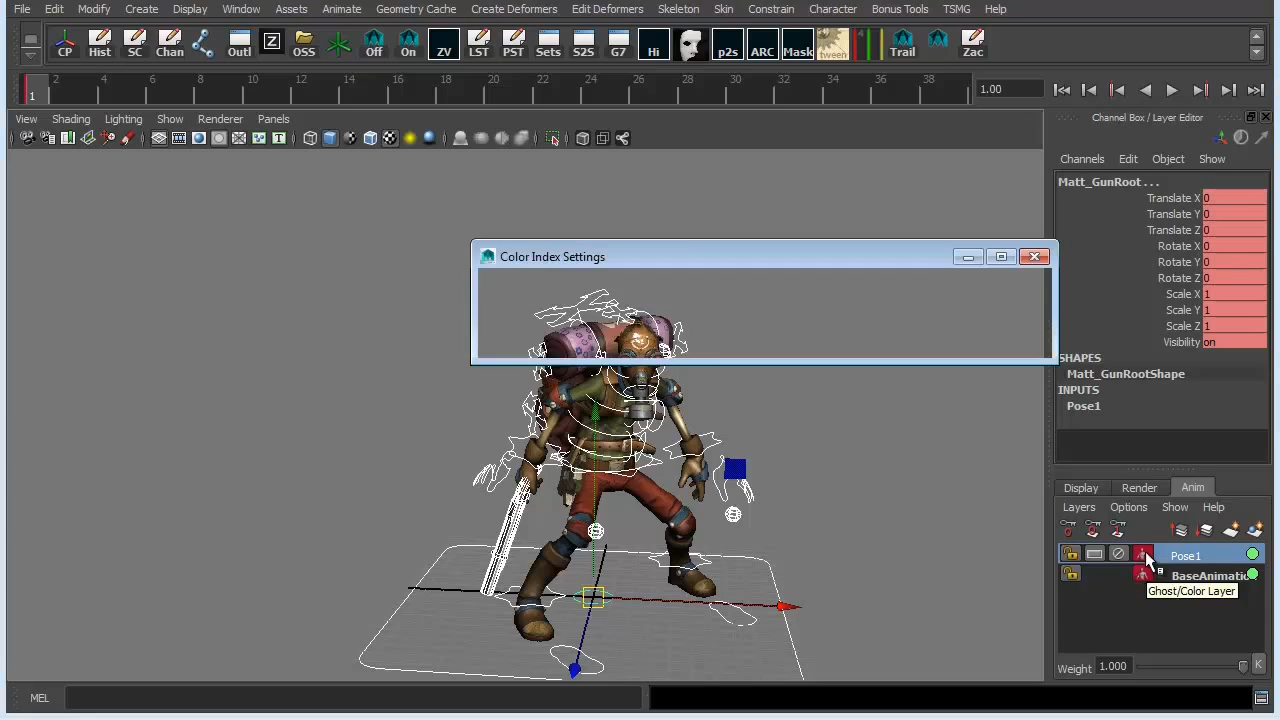 File Edit Modify Create Display Window Assets Animate Geometry Cache Create Deformers Edit Deformers Skeleton Skin Constrain Character Bonus Tools TSMG Help
CP Hist SC Chan Outl Z OSS Off On ZV LST PST Sets S2S G7 Hi p2s ARC Mask tween Trail Zac
2 4 6 8 10 12 14 16 18 20 22 24 26 28 30 32 34 36 38
1
1.00
View Shading Lighting Show Renderer Panels
Channel Box / Layer Editor
Channels Edit Object Show
Matt_GunRoot . . .
Translate X 0
Translate Y 0
Translate Z 0
Rotate X 0
Rotate Y 0
Rotate Z 0
Scale X 1
Scale Y 1
Scale Z 1
Visibility on
SHAPES
Matt_GunRootShape
INPUTS
Pose1
Color Index Settings
Display Render Anim
Layers Options Show Help
Pose1
BaseAnimatic
Ghost/Color Layer
Weight 1.000 K
MEL